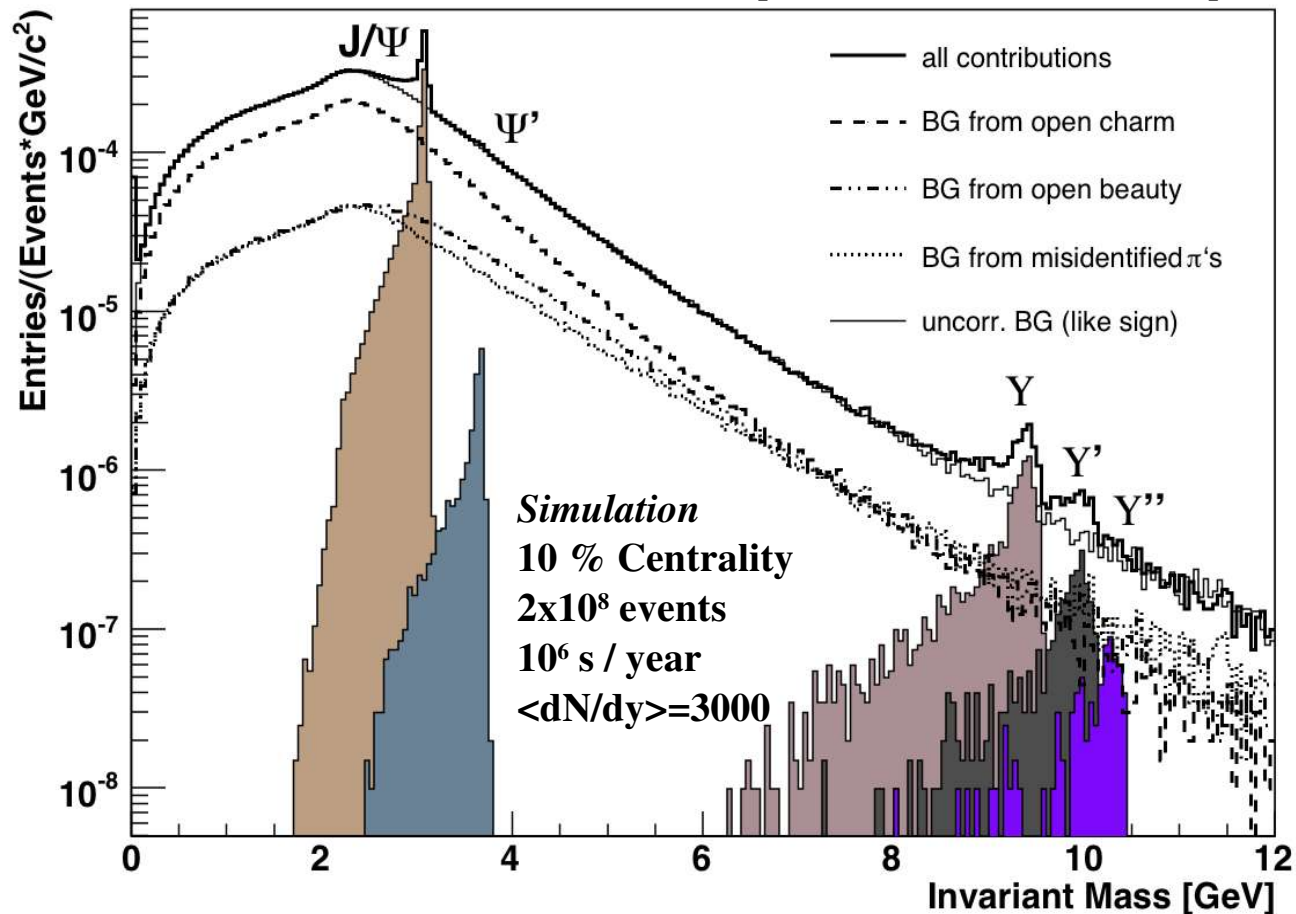 Entries/(Events*GeV/c²)
J/Ψ
Ψ'
all contributions
BG from open charm
BG from open beauty
BG from misidentified π's
uncorr. BG (like sign)
10⁻⁴
10⁻⁵
10⁻⁶
10⁻⁷
10⁻⁸
Υ
Υ'
Υ''
Simulation
10 % Centrality
2x10⁸ events
10⁶ s / year
<dN/dy>=3000
0 2 4 6 8 10 12
Invariant Mass [GeV]